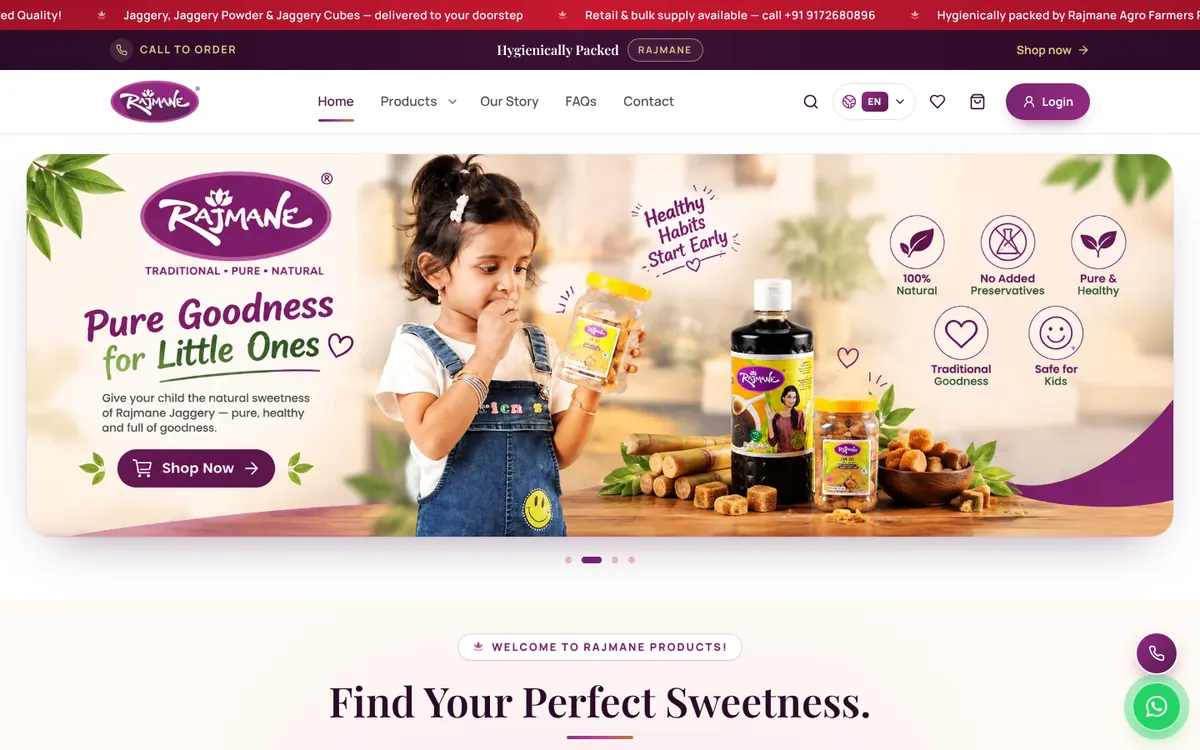 ed Quality!
Jaggery, Jaggery Powder & Jaggery Cubes — delivered to your doorstep
Retail & bulk supply available — call +91 9172680896
Hygienically packed by Rajmane Agro Farmers
CALL TO ORDER
Hygienically Packed
RAJMANE
Shop now
RAJMANE
Home
Products
Our Story
FAQs
Contact
EN
Login
RAJMANE ®
TRADITIONAL • PURE • NATURAL
Pure Goodness
for Little Ones
Give your child the natural sweetness
of Rajmane Jaggery — pure, healthy
and full of goodness.
Shop Now
Healthy
Habits
Start Early
RAJMANE
100%
Natural
No Added
Preservatives
Pure &
Healthy
Traditional
Goodness
Safe for
Kids
WELCOME TO RAJMANE PRODUCTS!
Find Your Perfect Sweetness.